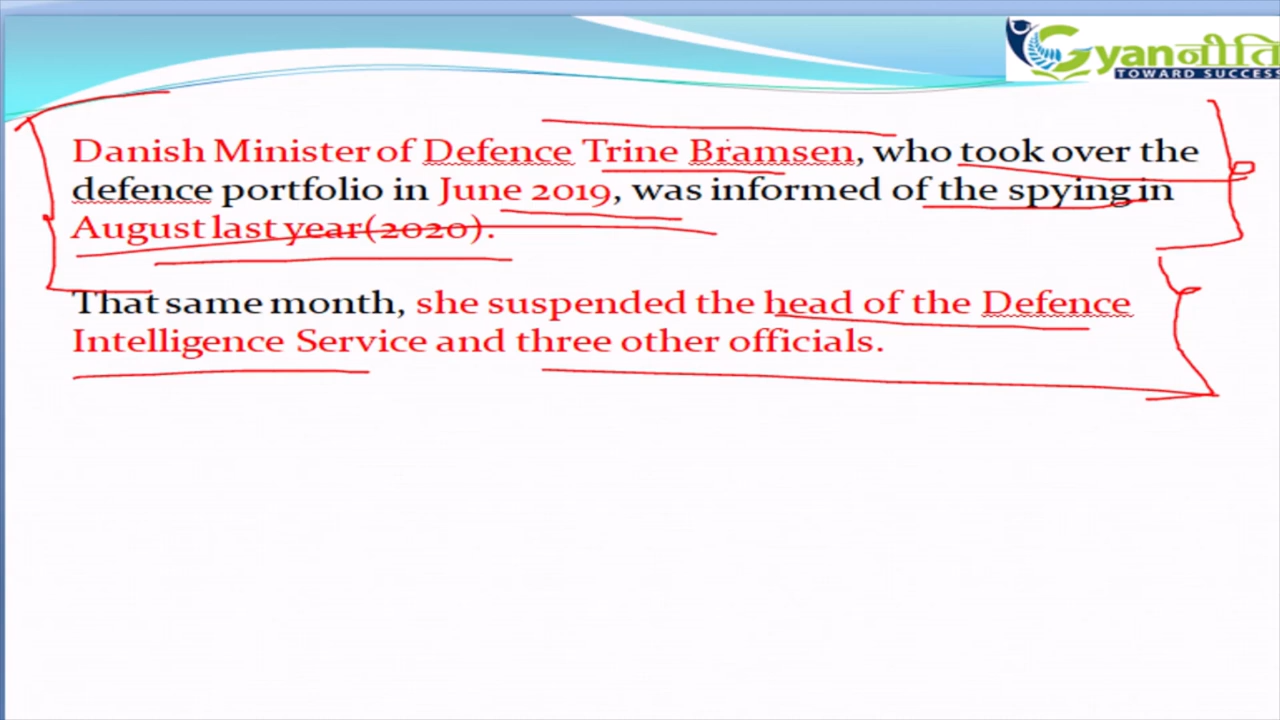 Gyanनीति
TOWARD SUCCESS
Danish Minister of Defence Trine Bramsen, who took over the
defence portfolio in June 2019, was informed of the spying in
August last year(2020).
That same month, she suspended the head of the Defence
Intelligence Service and three other officials.